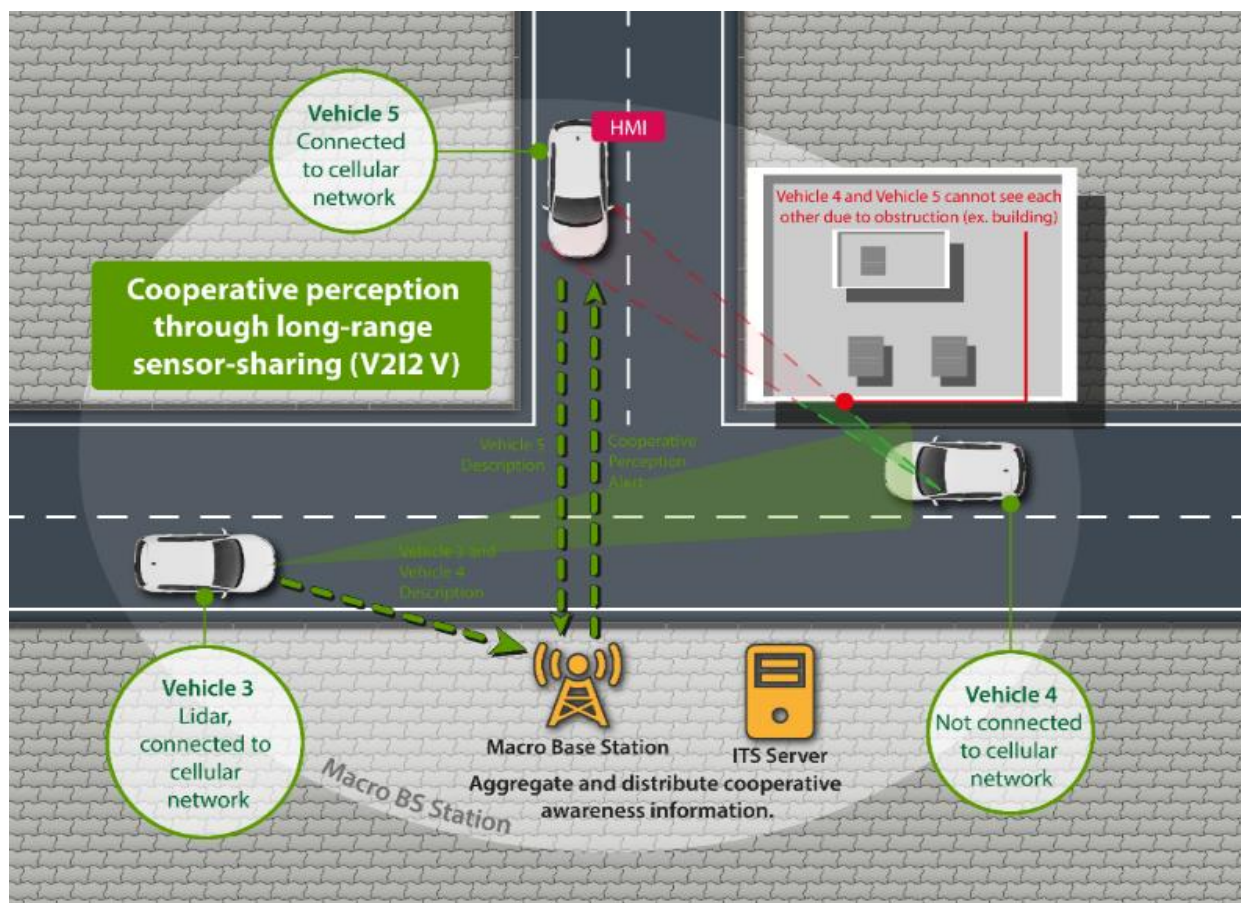 Vehicle 5
Connected
to cellular
network
HMI
Vehicle 4 and Vehicle 5 cannot see each
other due to obstruction (ex. building)
Cooperative perception
through long-range
sensor-sharing (V2I2 V)
Vehicle 5
Description
Cooperative
Perception
Alert
Vehicle 3 and
Vehicle 4
Description
Vehicle 3
Lidar,
connected to
cellular
network
Macro Base Station
ITS Server
Aggregate and distribute cooperative
awareness information.
Vehicle 4
Not connected
to cellular
network
Macro BS Station